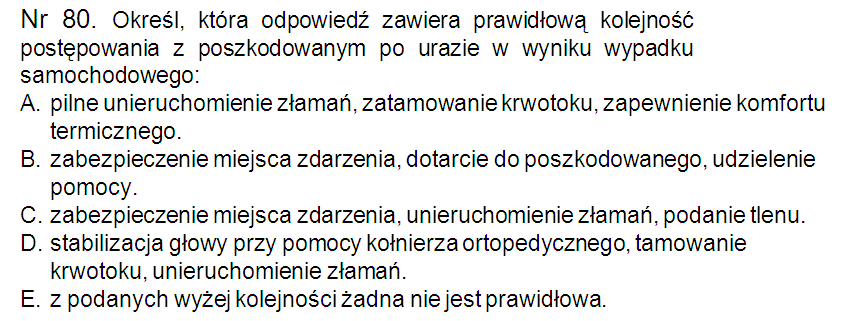 Nr 80. Określ, która odpowiedź zawiera prawidłową kolejność
postępowania z poszkodowanym po urazie w wyniku wypadku
samochodowego:
A. pilne unieruchomienie złamań, zatamowanie krwotoku, zapewnienie komfortu
termicznego.
B. zabezpieczenie miejsca zdarzenia, dotarcie do poszkodowanego, udzielenie
pomocy.
C. zabezpieczenie miejsca zdarzenia, unieruchomienie złamań, podanie tlenu.
D. stabilizacja głowy przy pomocy kołnierza ortopedycznego, tamowanie
krwotoku, unieruchomienie złamań.
E. z podanych wyżej kolejności żadna nie jest prawidłowa.